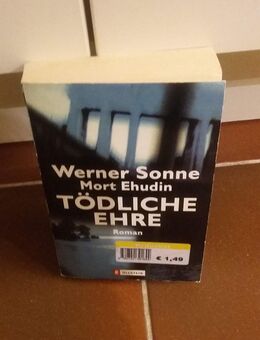 Werner Sonne
Mort Ehudin
TÖDLICHE
EHRE
Roman
€ 1,49